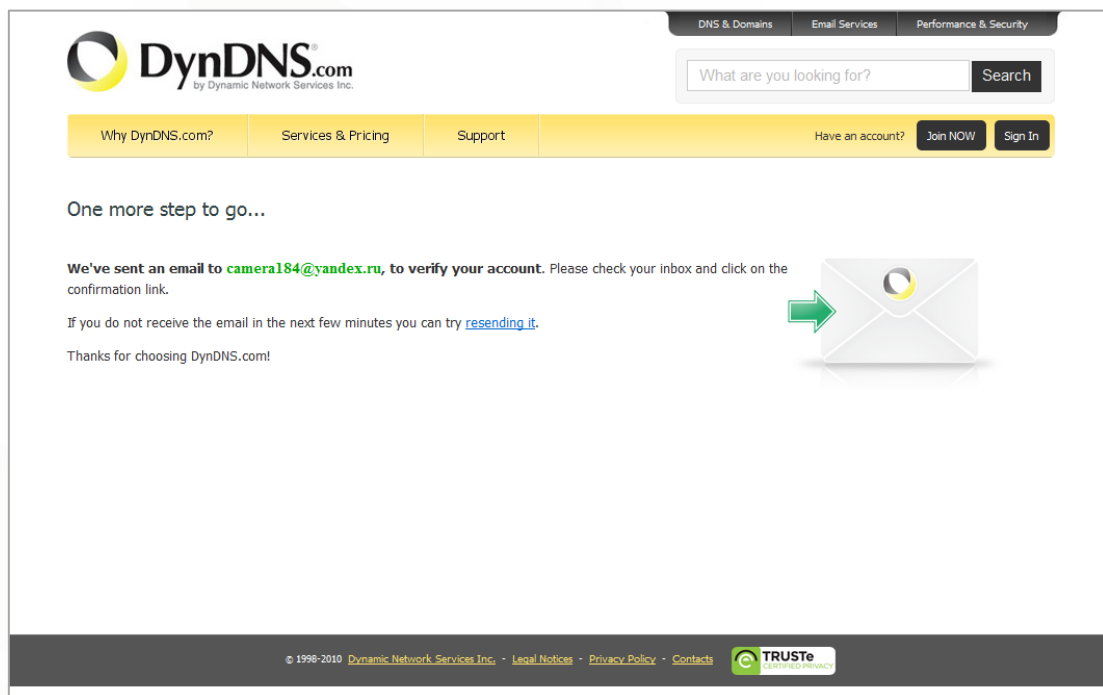 DNS & Domains Email Services Performance & Security
DynDNS.com
by Dynamic Network Services Inc.
What are you looking for? Search
Why DynDNS.com? Services & Pricing Support Have an account? Join NOW Sign In
One more step to go...
We've sent an email to camera184@yandex.ru, to verify your account. Please check your inbox and click on the
confirmation link.
If you do not receive the email in the next few minutes you can try resending it.
Thanks for choosing DynDNS.com!
© 1998-2010 Dynamic Network Services Inc. - Legal Notices - Privacy Policy - Contacts
TRUSTe
CERTIFIED PRIVACY